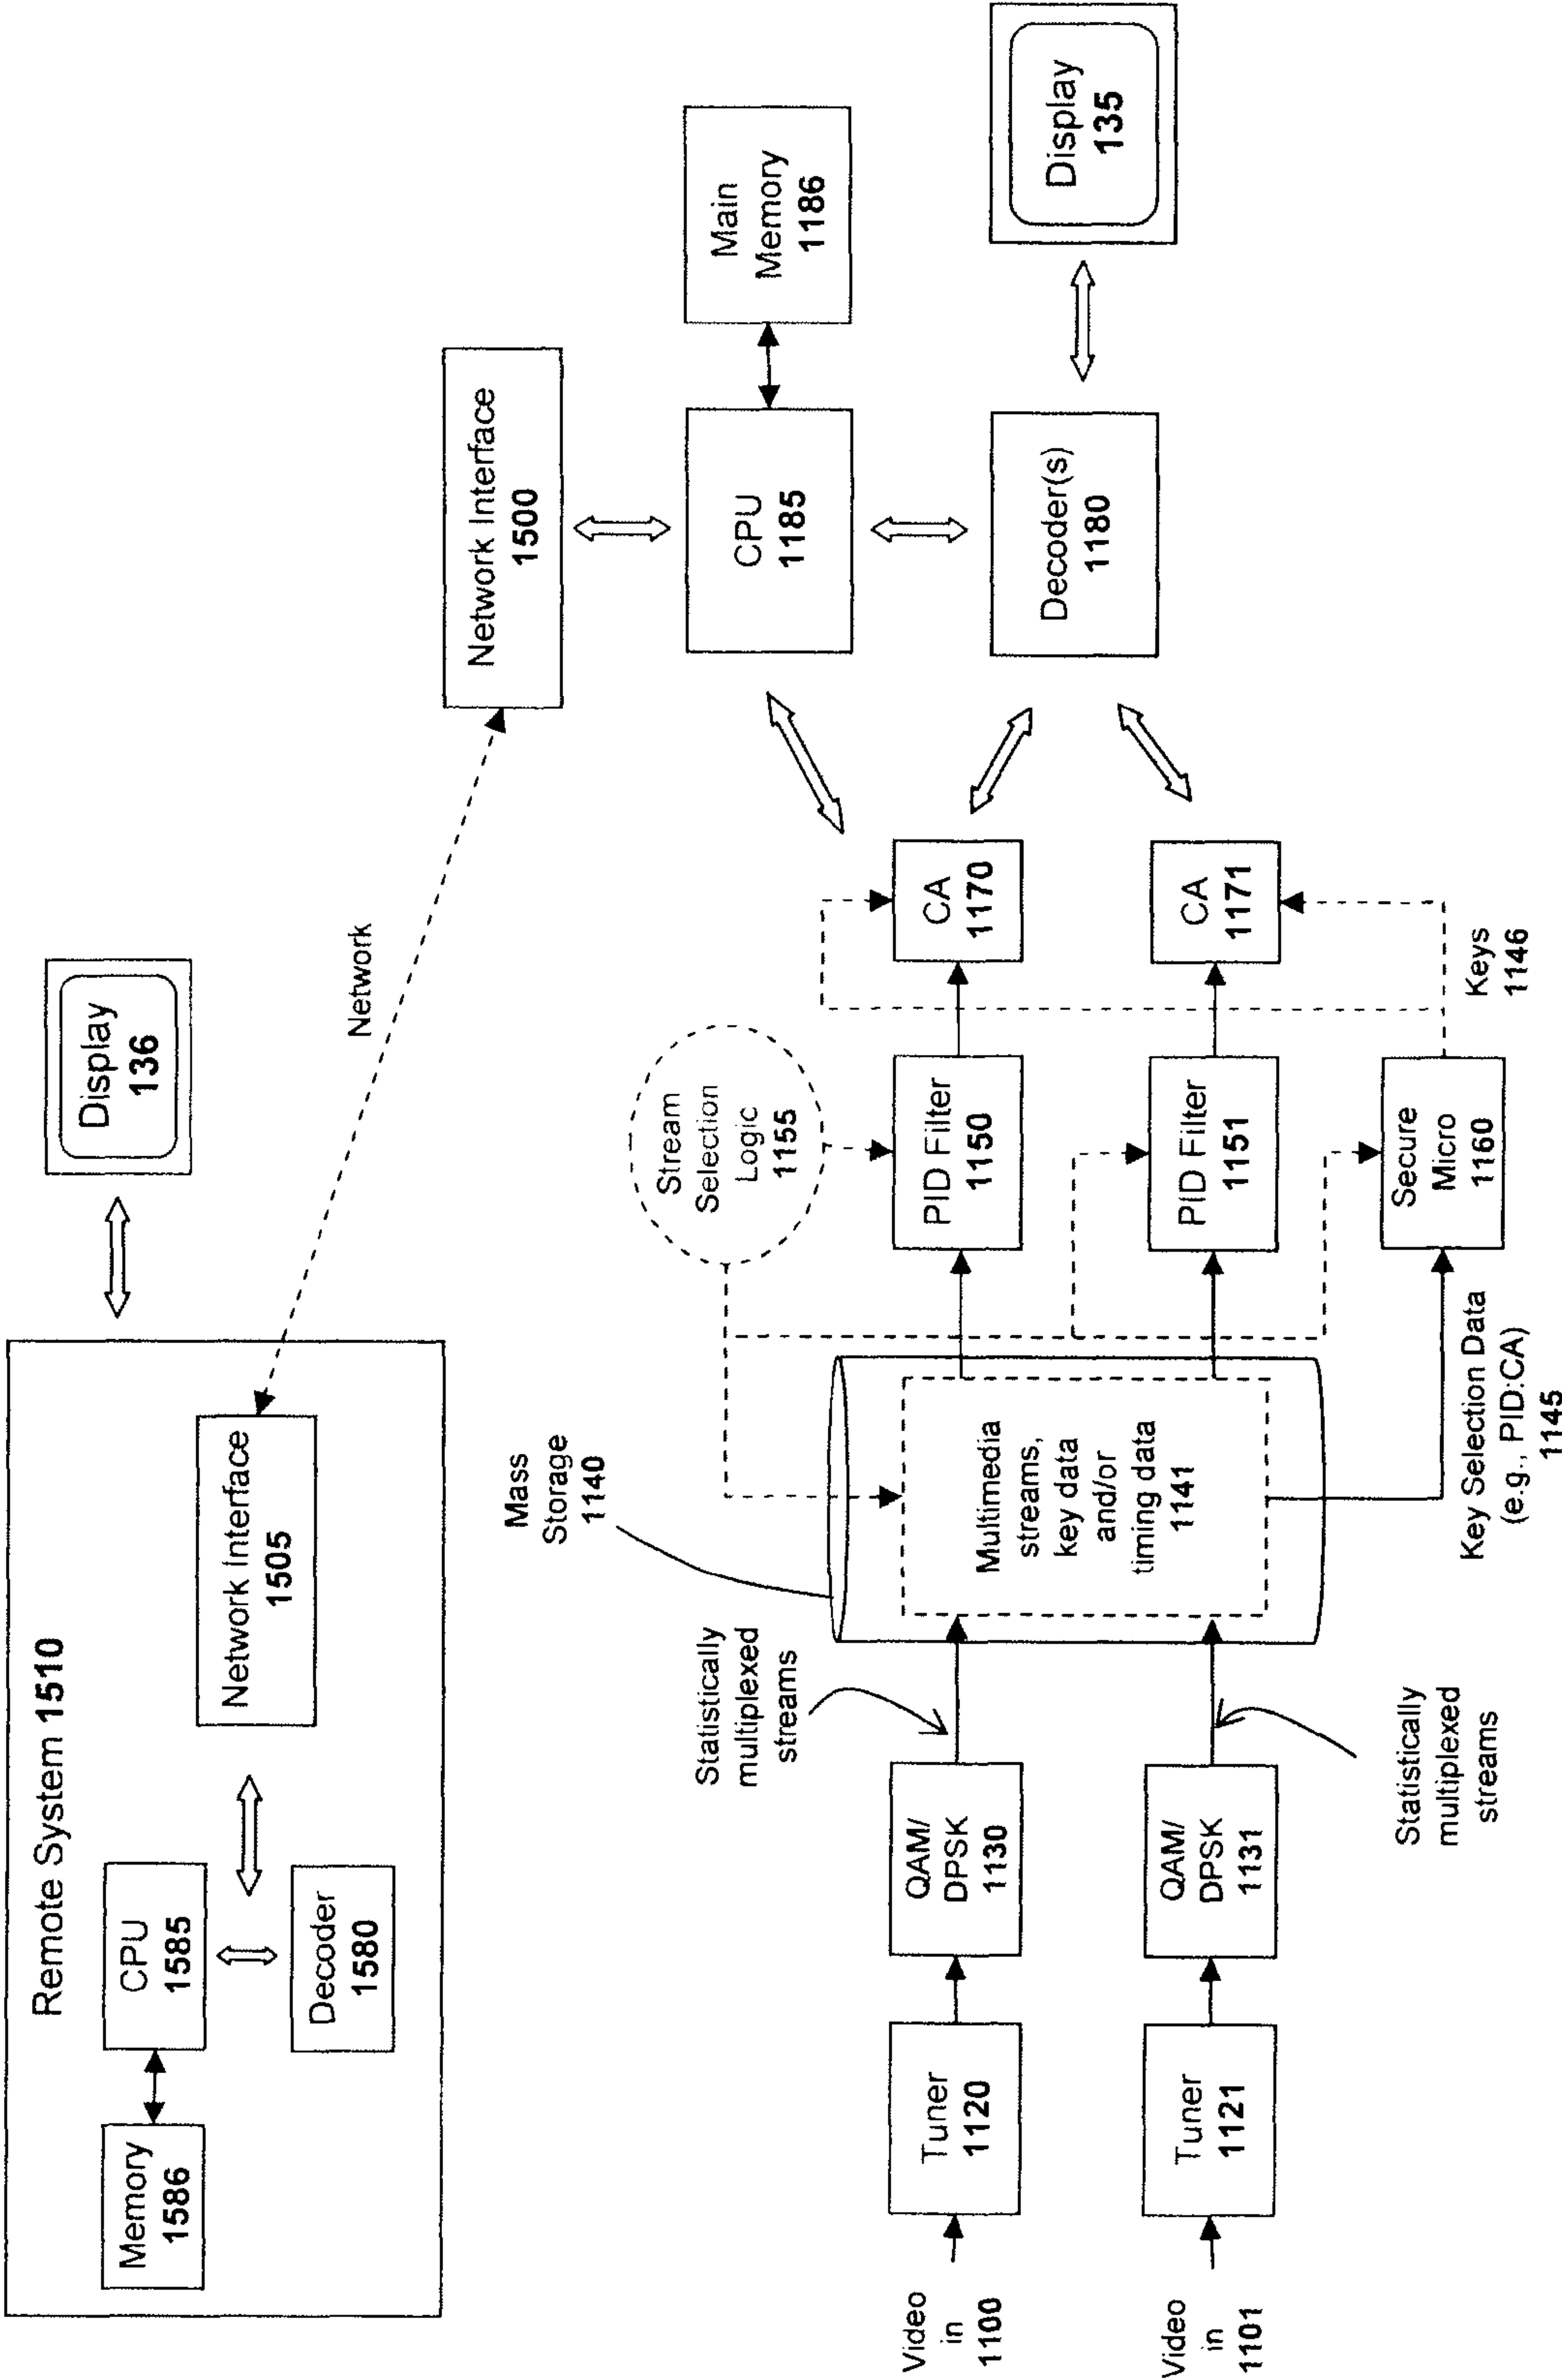 Remote System 1510
Memory
1586
CPU
1585
Decoder
1580
Network Interface
1505
Display
136
Network
Network Interface
1500
CPU
1185
Main
Memory
1186
Decoder(s)
1180
Display
135
Video
in
1100
Tuner
1120
QAM/
DPSK
1130
Statistically
multiplexed
streams
Mass
Storage
1140
Multimedia
streams,
key data
and/or
timing data
1141
Stream
Selection
Logic
1155
PID Filter
1150
CA
1170
Video
in
1101
Tuner
1121
QAM/
DPSK
1131
Statistically
multiplexed
streams
PID Filter
1151
CA
1171
Key Selection Data
(e.g., PID:CA)
1145
Secure
Micro
1160
Keys
1146